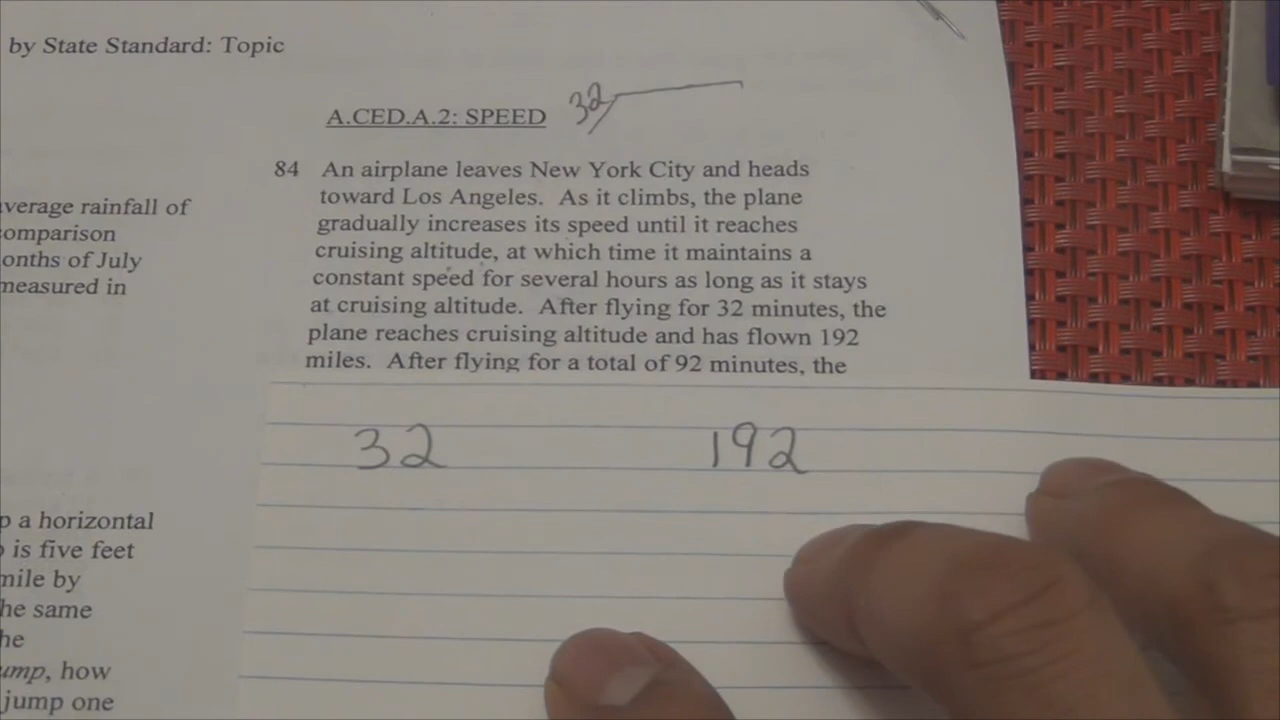 by State Standard: Topic
average rainfall of
comparison
onths of July
measured in
p a horizontal
is five feet
mile by
he same
he
ump, how
jump one
A.CED.A.2: SPEED 32
84 An airplane leaves New York City and heads
toward Los Angeles. As it climbs, the plane
gradually increases its speed until it reaches
cruising altitude, at which time it maintains a
constant speed for several hours as long as it stays
at cruising altitude. After flying for 32 minutes, the
plane reaches cruising altitude and has flown 192
miles. After flying for a total of 92 minutes, the
32 192